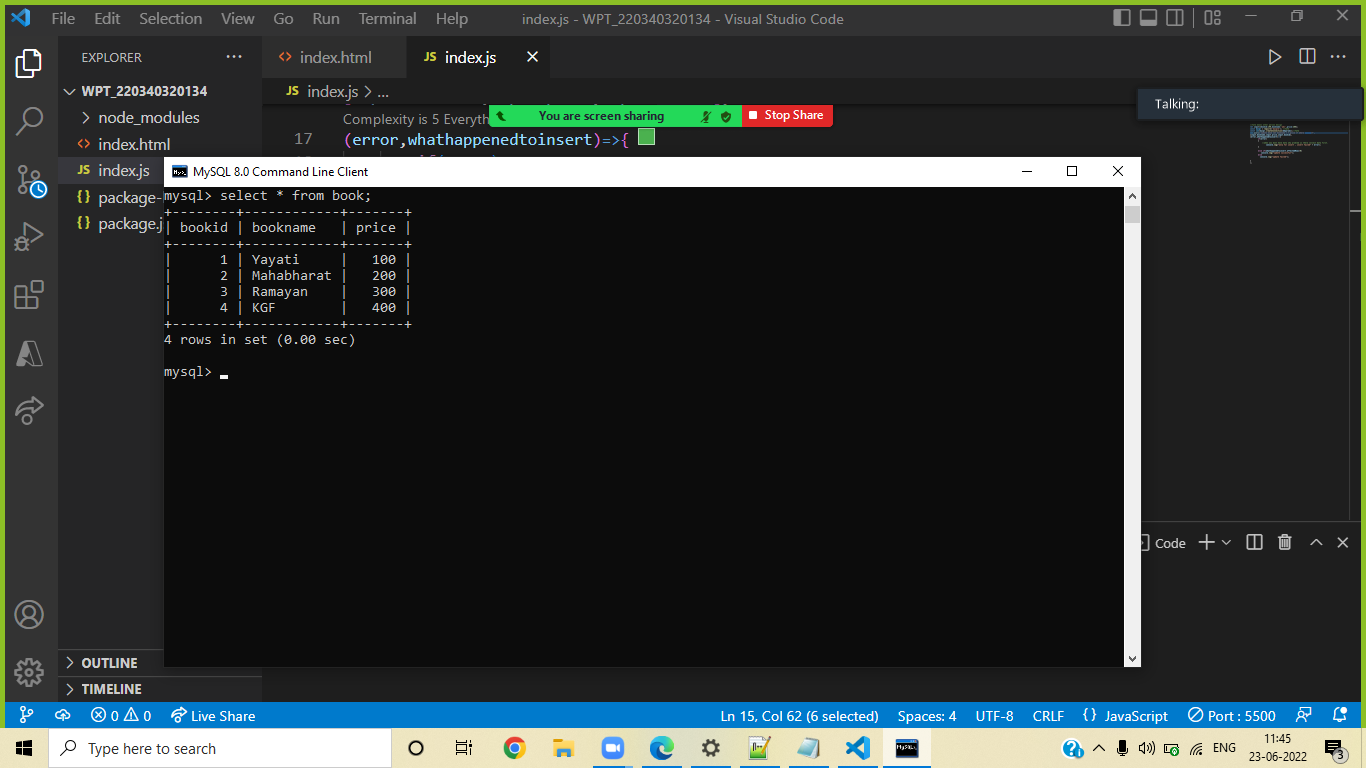 File Edit Selection View Go Run Terminal Help index.js - WPT_220340320134 - Visual Studio Code
EXPLORER ···
index.html
JS index.js
WPT_220340320134
node_modules
index.html
JS index.js
{} package-
{} package.j
JS index.js > ...
You are screen sharing
Stop Share
Talking:
Complexity is 5 Everyth
17 (error,whathappenedtoinsert)=>{
MySQL 8.0 Command Line Client
mysql> select * from book;
+--------+------------+-------+
| bookid | bookname   | price |
+--------+------------+-------+
|      1 | Yayati     |   100 |
|      2 | Mahabharat |   200 |
|      3 | Ramayan    |   300 |
|      4 | KGF        |   400 |
+--------+------------+-------+
4 rows in set (0.00 sec)
mysql> _
Code
OUTLINE
TIMELINE
0 0 Live Share Ln 15, Col 62 (6 selected) Spaces: 4 UTF-8 CRLF {} JavaScript Port : 5500
Type here to search
ENG
11:45
23-06-2022
3